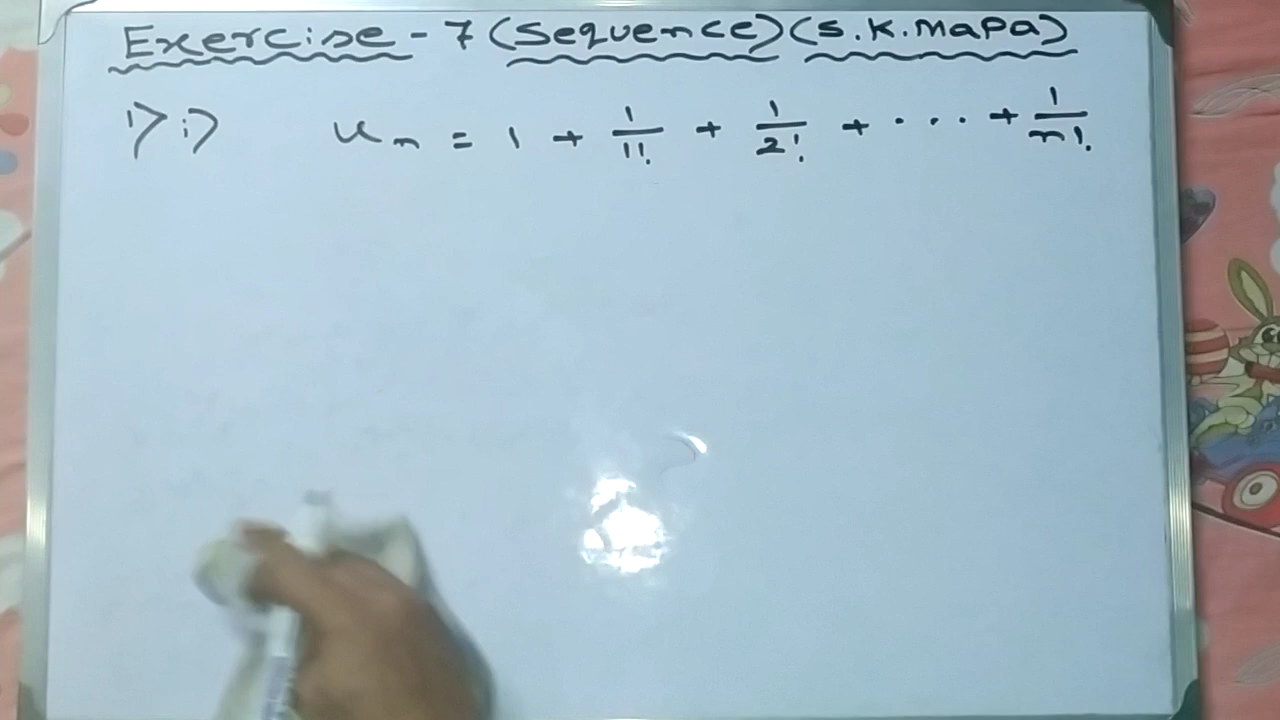 Exercise - 7 (Sequence) (S.K.Mapa)
1> i> u_n = 1 + 1/1! + 1/2! + . . . + 1/n!